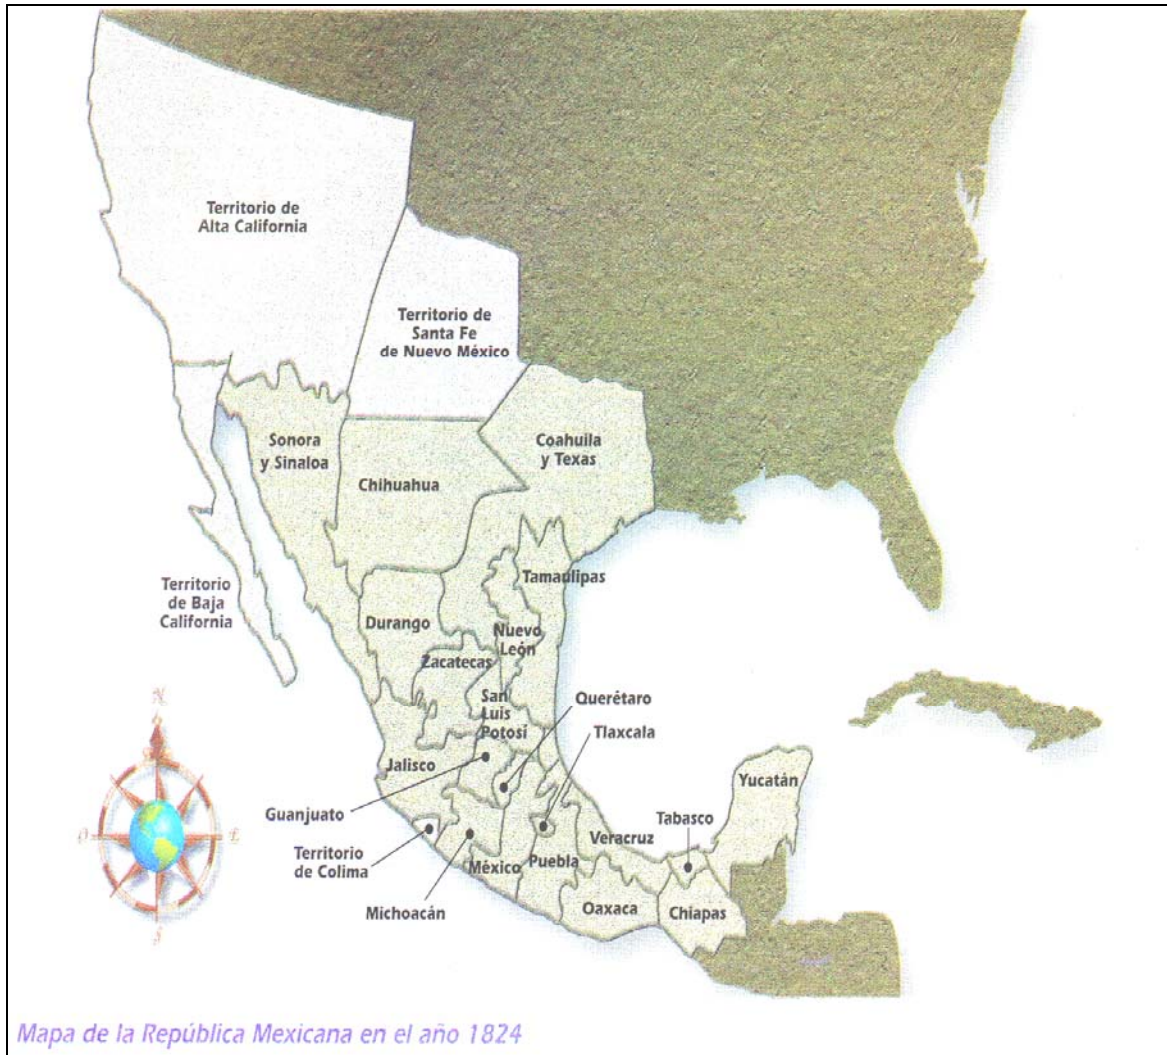 Territorio de
Alta California
Territorio de
Santa Fe
de Nuevo México
Sonora
y Sinaloa
Coahuila
y Texas
Chihuahua
Territorio
de Baja
California
Tamaulipas
Durango
Nuevo
León
Zacatecas
San
Luis
Potosí
Querétaro
Tlaxcala
Jalisco
Yucatán
Guanjuato
Tabasco
Territorio
de Colima
Veracruz
México
Puebla
Michoacán
Oaxaca
Chiapas
N
O
E
S
Mapa de la República Mexicana en el año 1824